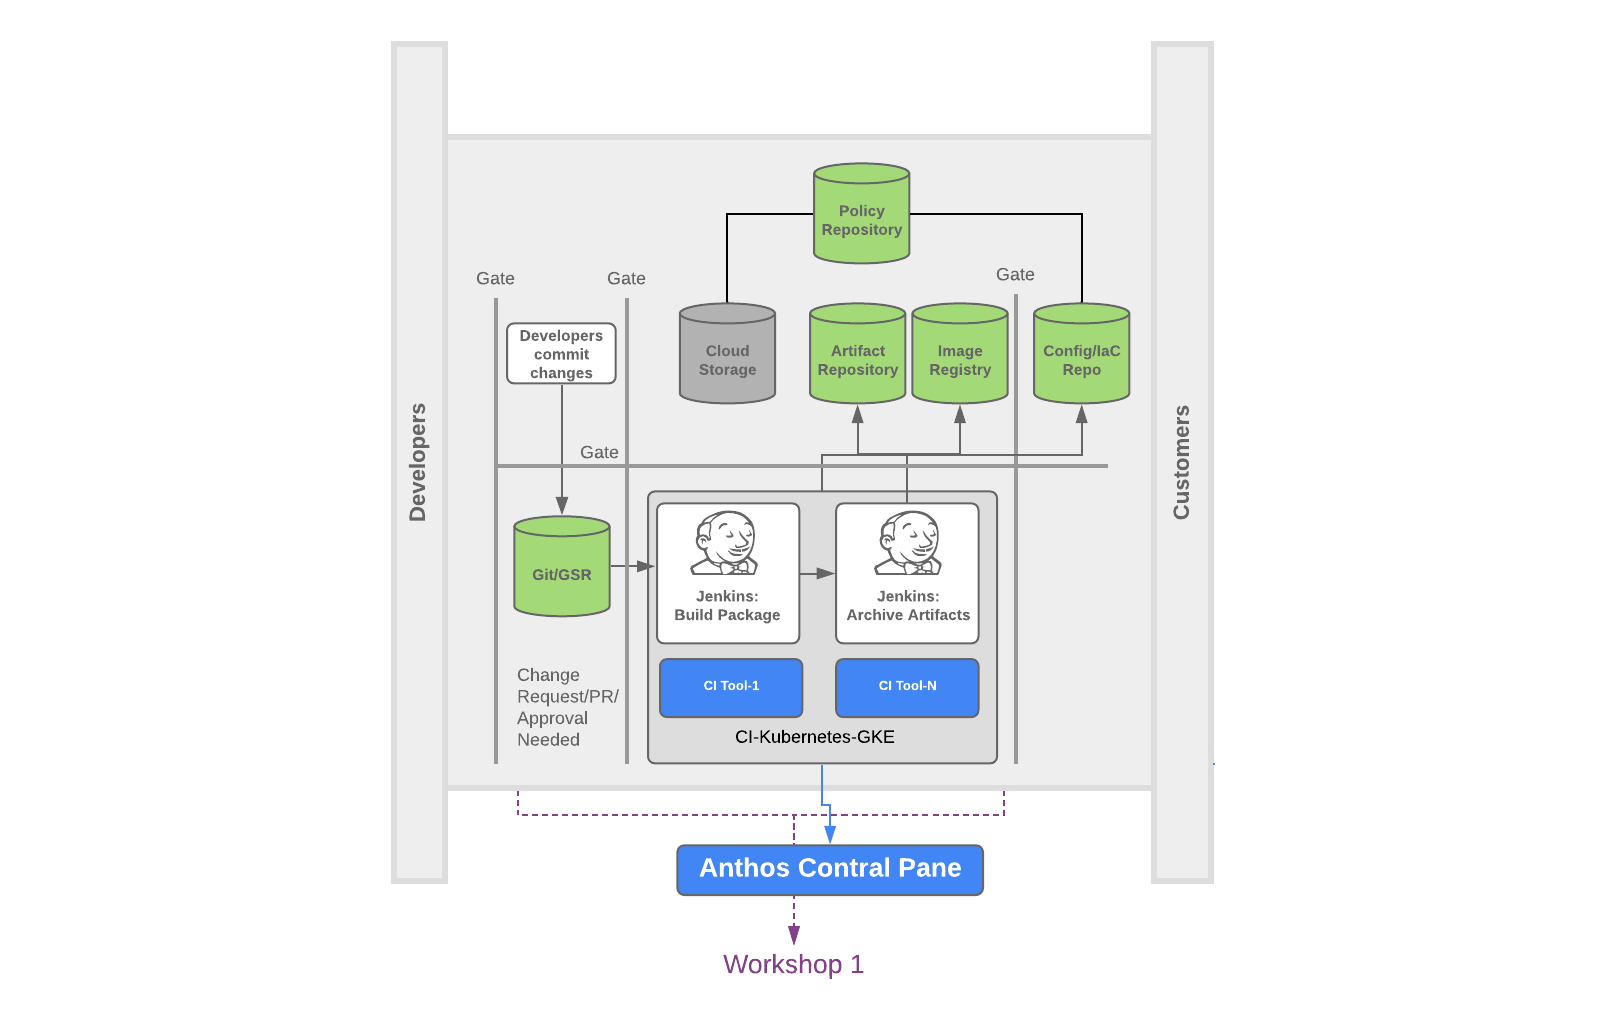 Policy
Repository
Gate
Gate
Gate
Developers
commit
changes
Cloud
Storage
Artifact
Repository
Image
Registry
Config/IaC
Repo
Developers
Customers
Gate
Git/GSR
Jenkins:
Build Package
Jenkins:
Archive Artifacts
Change
Request/PR/
Approval
Needed
CI Tool-1
CI Tool-N
CI-Kubernetes-GKE
Anthos Contral Pane
Workshop 1